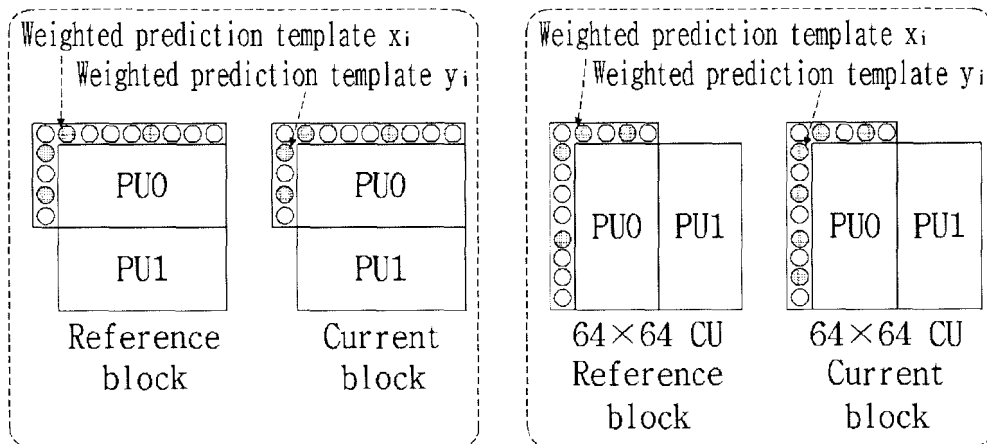 Weighted prediction template xi
Weighted prediction template yi
PU0
PU1
Reference
block
PU0
PU1
Current
block
Weighted prediction template xi
Weighted prediction template yi
PU0 PU1
64×64 CU
Reference
block
PU0 PU1
64×64 CU
Current
block